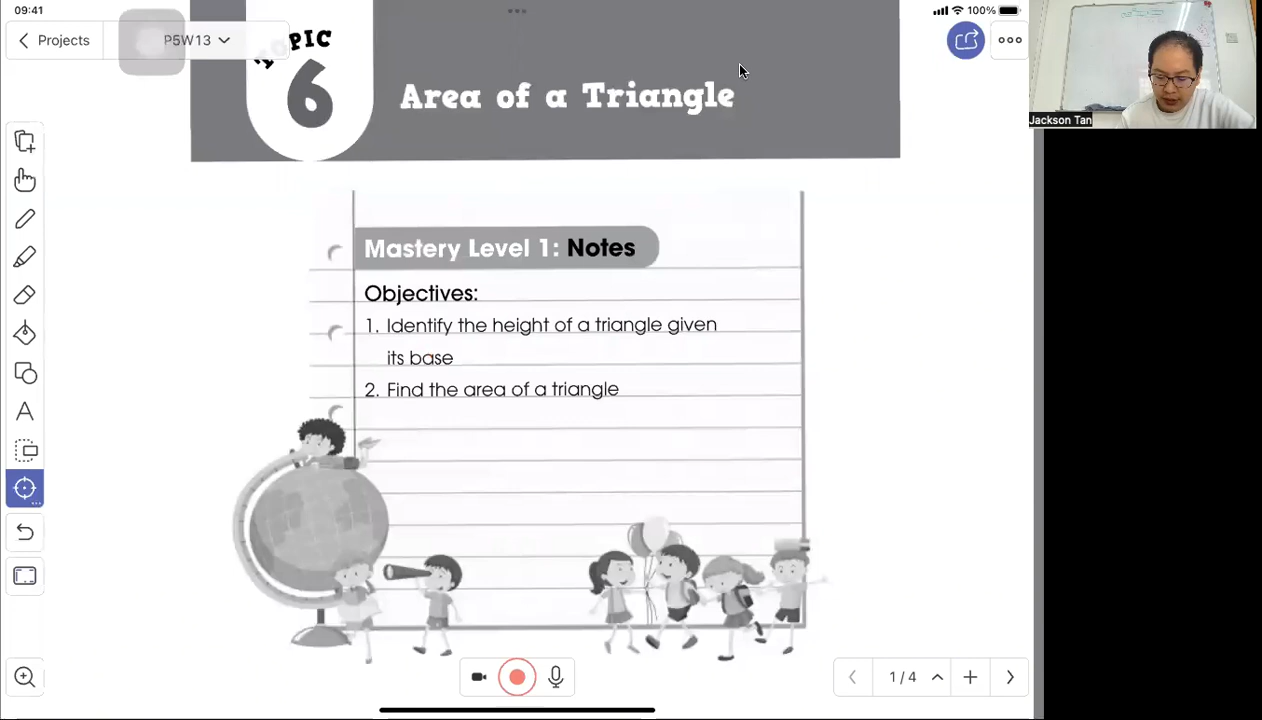 09:41
100%
Projects
P5W13
TOPIC
6
Area of a Triangle
Jackson Tan
Mastery Level 1: Notes
Objectives:
1. Identify the height of a triangle given
its base
2. Find the area of a triangle
A
1 / 4